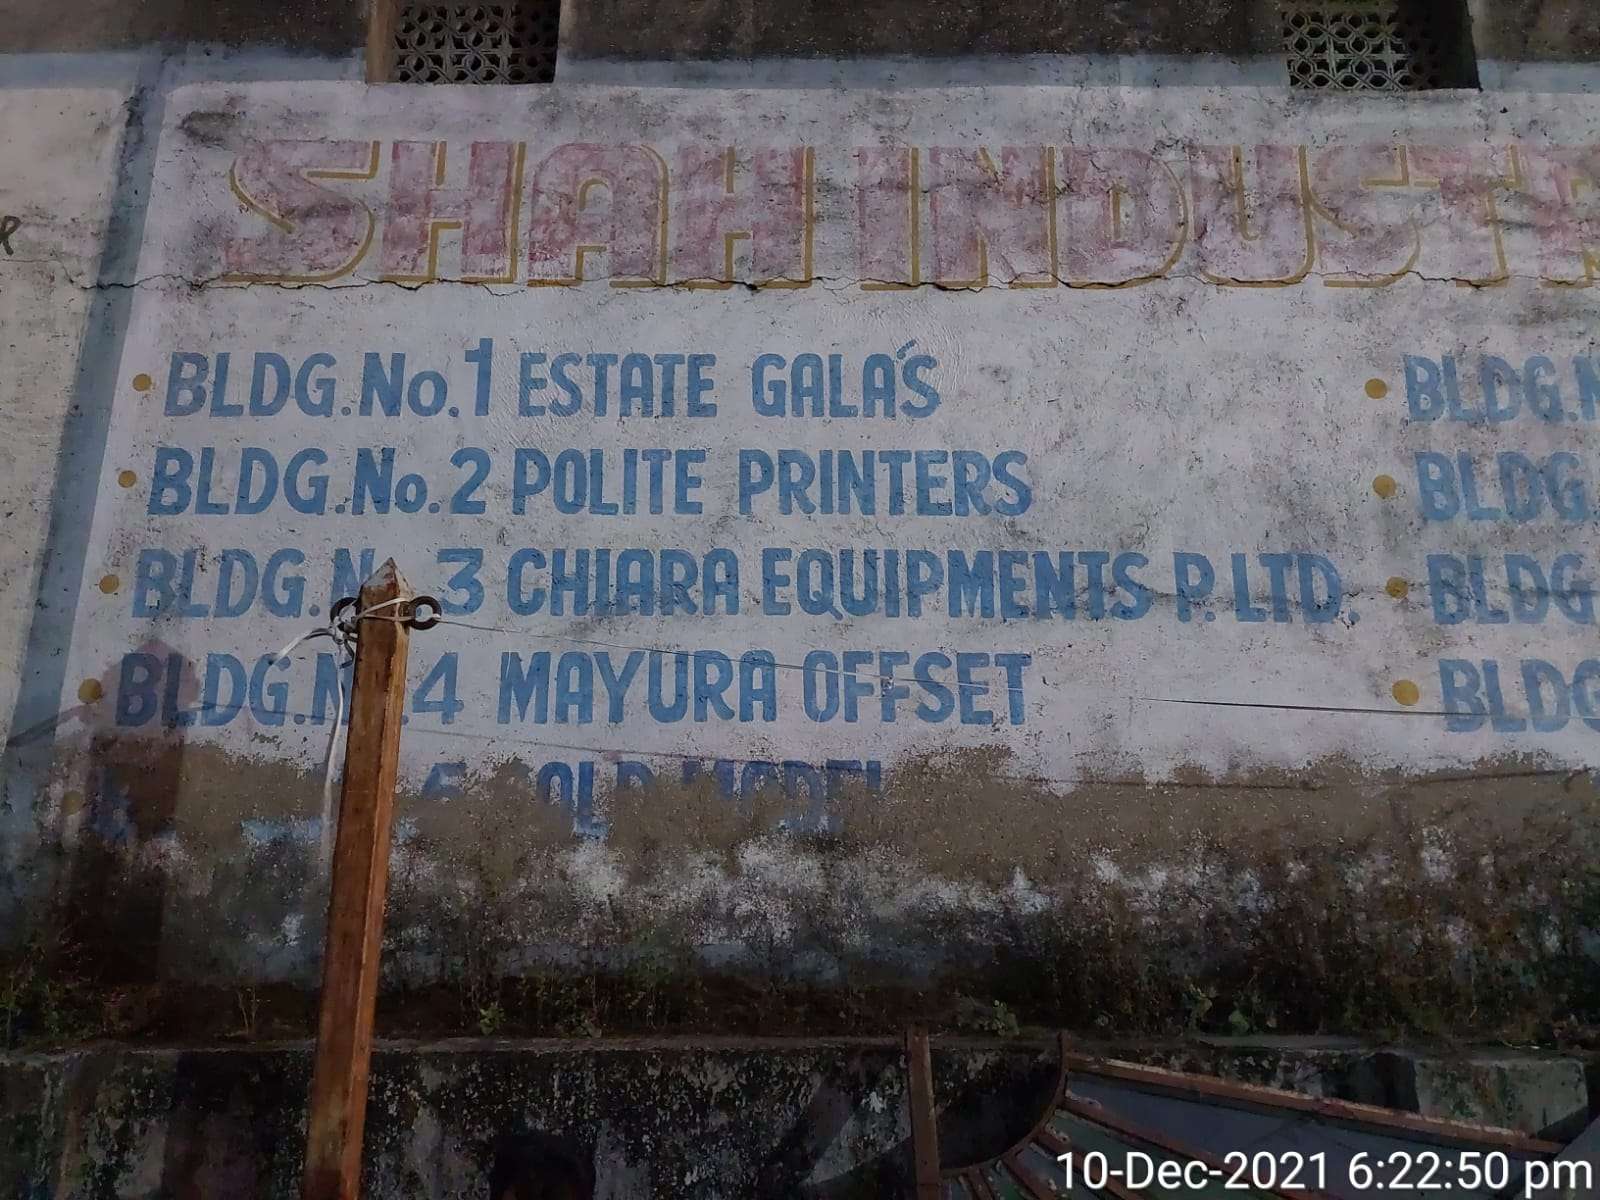 SHAH INDUST
BLDG.No.1 ESTATE GALA'S
BLDG.No.2 POLITE PRINTERS
BLDG.N 3 CHIARA EQUIPMENTS P. LTD.
BLDG.N .4 MAYURA OFFSET
BLDG.N
BLDG.
BLDG
BLDG
10-Dec-2021 6:22:50 pm